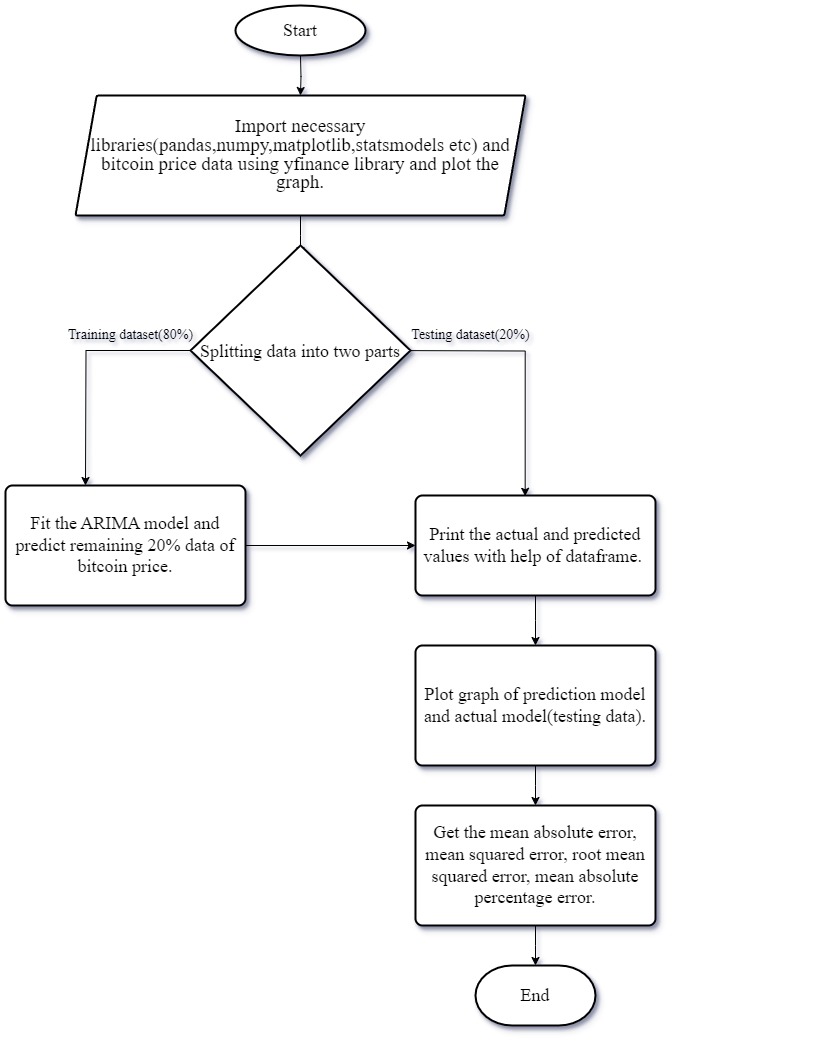 Start
Import necessary
libraries(pandas,numpy,matplotlib,statsmodels etc) and
bitcoin price data using yfinance library and plot the
graph.
Training dataset(80%)
Testing dataset(20%)
Splitting data into two parts
Fit the ARIMA model and
predict remaining 20% data of
bitcoin price.
Print the actual and predicted
values with help of dataframe.
Plot graph of prediction model
and actual model(testing data).
Get the mean absolute error,
mean squared error, root mean
squared error, mean absolute
percentage error.
End